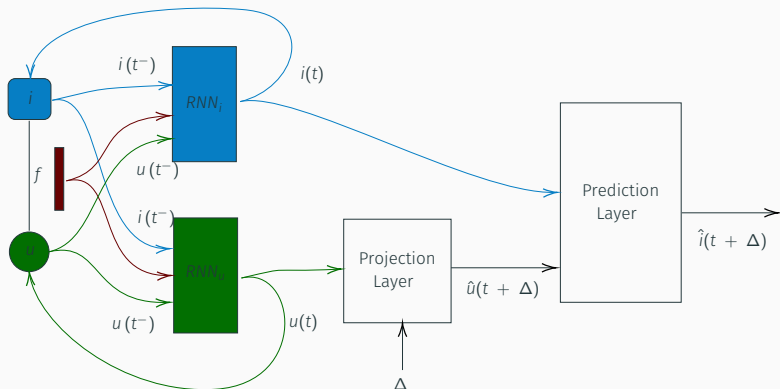 i (t⁻)
i(t)
i
RNNᵢ
f
u (t⁻)
i (t⁻)
Prediction
Layer
î(t + Δ)
u
RNNᵤ
Projection
Layer
û(t + Δ)
u (t⁻)
u(t)
Δ